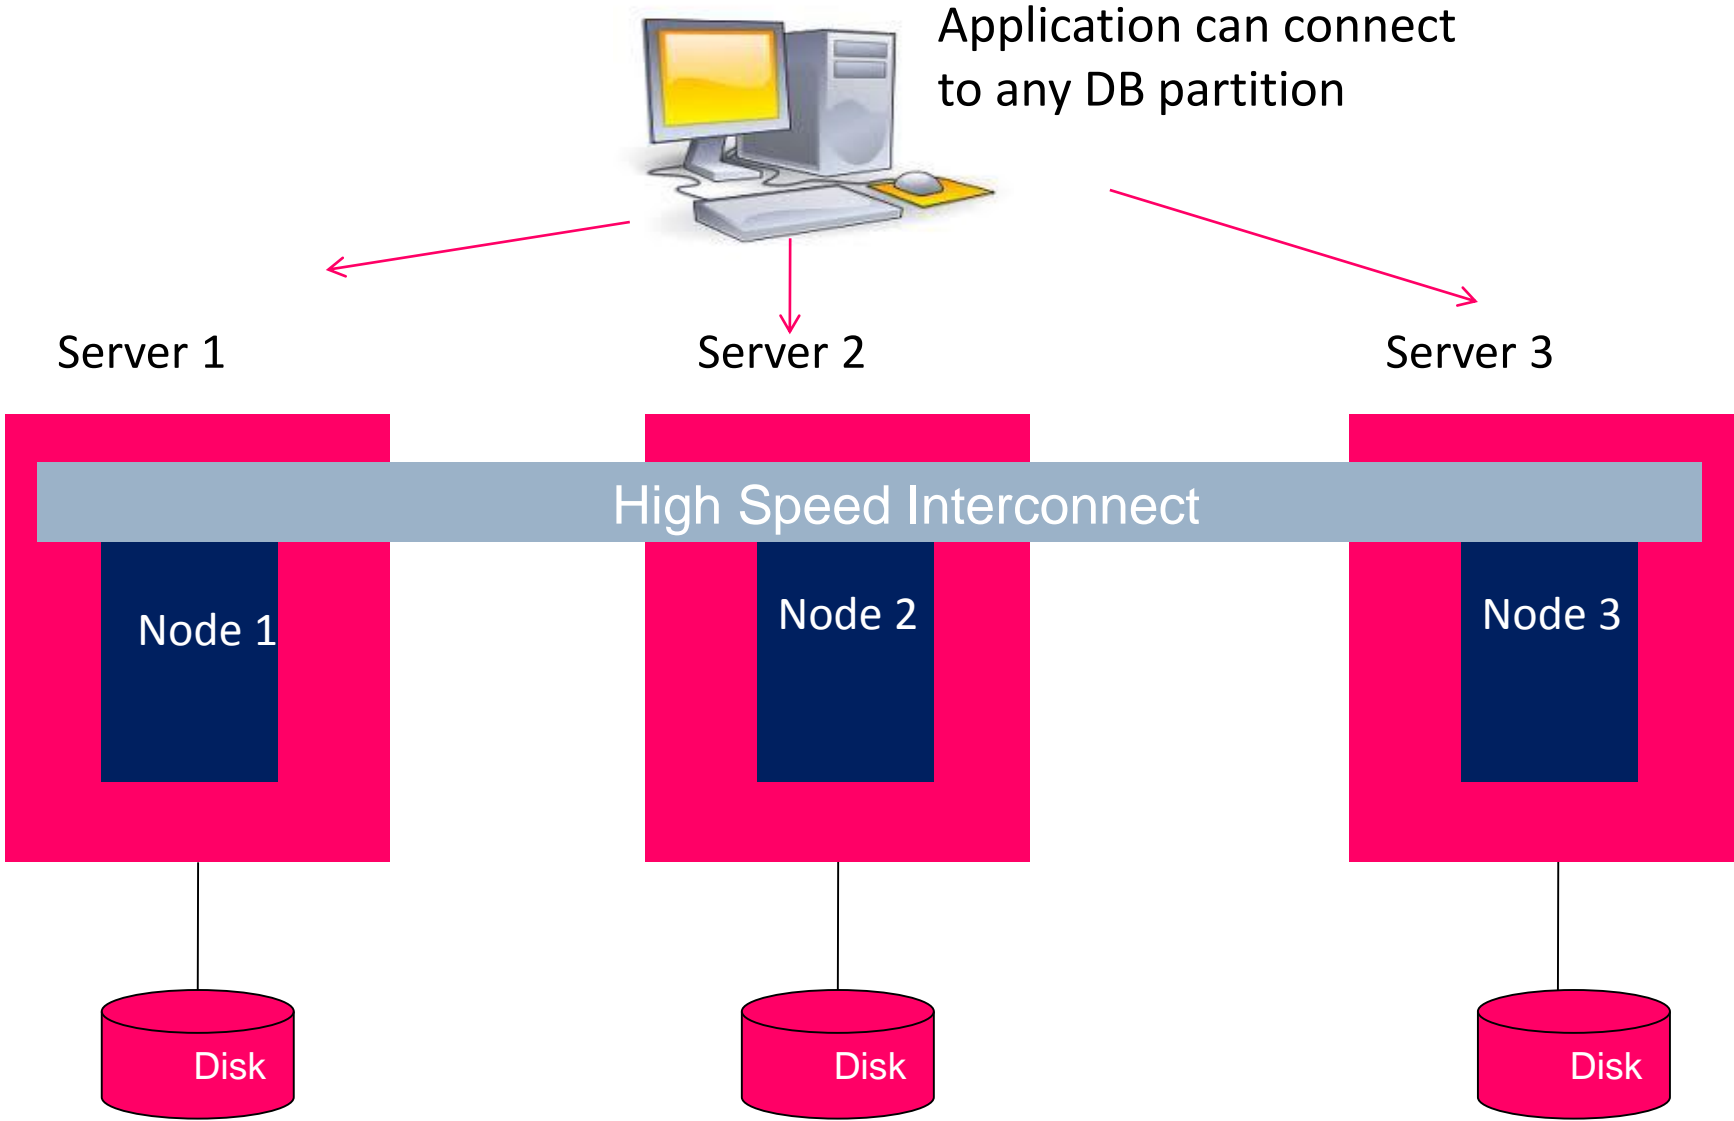 Application can connect
to any DB partition
Server 1
Server 2
Server 3
High Speed Interconnect
Node 1
Node 2
Node 3
Disk
Disk
Disk